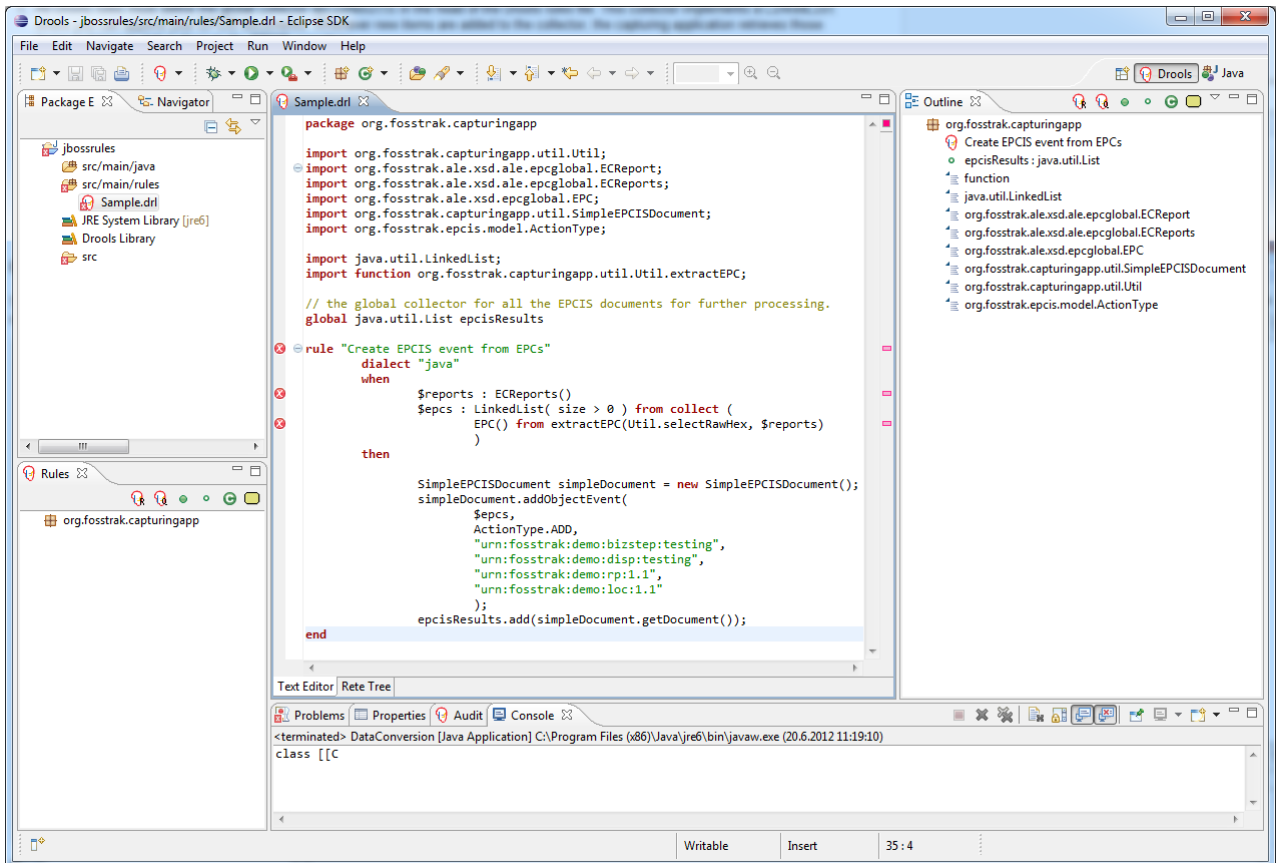 Drools - jbossrules/src/main/rules/Sample.drl - Eclipse SDK
File Edit Navigate Search Project Run Window Help
Drools Java
Package E Navigator
jbossrules
src/main/java
src/main/rules
Sample.drl
JRE System Library [jre6]
Drools Library
src
Rules
org.fosstrak.capturingapp
Sample.drl
package org.fosstrak.capturingapp
import org.fosstrak.capturingapp.util.Util;
import org.fosstrak.ale.xsd.ale.epcglobal.ECReport;
import org.fosstrak.ale.xsd.ale.epcglobal.ECReports;
import org.fosstrak.ale.xsd.epcglobal.EPC;
import org.fosstrak.capturingapp.util.SimpleEPCISDocument;
import org.fosstrak.epcis.model.ActionType;
import java.util.LinkedList;
import function org.fosstrak.capturingapp.util.Util.extractEPC;
// the global collector for all the EPCIS documents for further processing.
global java.util.List epcisResults
rule "Create EPCIS event from EPCs"
dialect "java"
when
$reports : ECReports()
$epcs : LinkedList( size > 0 ) from collect (
EPC() from extractEPC(Util.selectRawHex, $reports)
)
then
SimpleEPCISDocument simpleDocument = new SimpleEPCISDocument();
simpleDocument.addObjectEvent(
$epcs,
ActionType.ADD,
"urn:fosstrak:demo:bizstep:testing",
"urn:fosstrak:demo:disp:testing",
"urn:fosstrak:demo:rp:1.1",
"urn:fosstrak:demo:loc:1.1"
);
epcisResults.add(simpleDocument.getDocument());
end
Text Editor Rete Tree
Outline
org.fosstrak.capturingapp
Create EPCIS event from EPCs
epcisResults : java.util.List
function
java.util.LinkedList
org.fosstrak.ale.xsd.ale.epcglobal.ECReport
org.fosstrak.ale.xsd.ale.epcglobal.ECReports
org.fosstrak.ale.xsd.epcglobal.EPC
org.fosstrak.capturingapp.util.SimpleEPCISDocument
org.fosstrak.capturingapp.util.Util
org.fosstrak.epcis.model.ActionType
Problems Properties Audit Console
<terminated> DataConversion [Java Application] C:\Program Files (x86)\Java\jre6\bin\javaw.exe (20.6.2012 11:19:10)
class [[C
Writable Insert 35 : 4